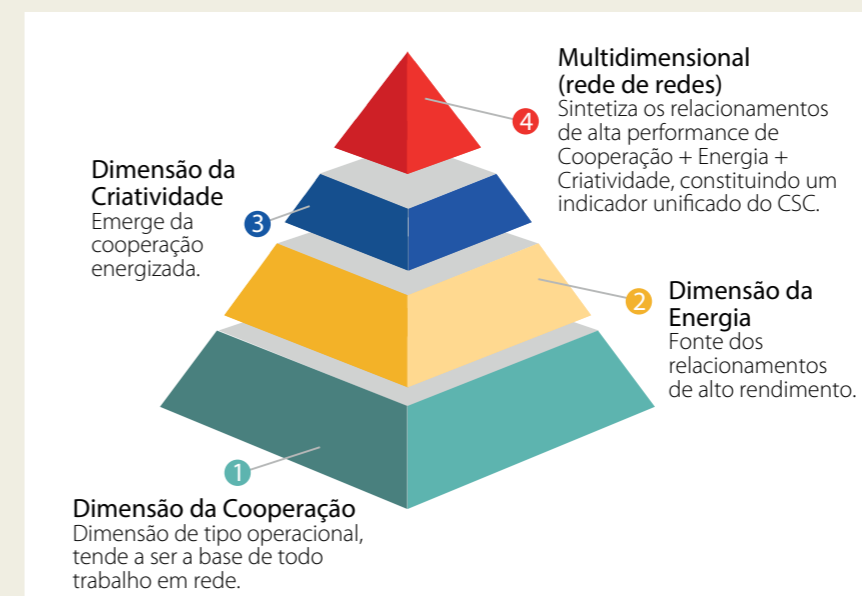 Multidimensional
(rede de redes)
Sintetiza os relacionamentos
de alta performance de
Cooperação + Energia +
Criatividade, constituindo um
indicador unificado do CSC.
4
Dimensão da
Criatividade
Emerge da
cooperação
energizada.
3
2
Dimensão da
Energia
Fonte dos
relacionamentos
de alto rendimento.
1
Dimensão da Cooperação
Dimensão de tipo operacional,
tende a ser a base de todo
trabalho em rede.